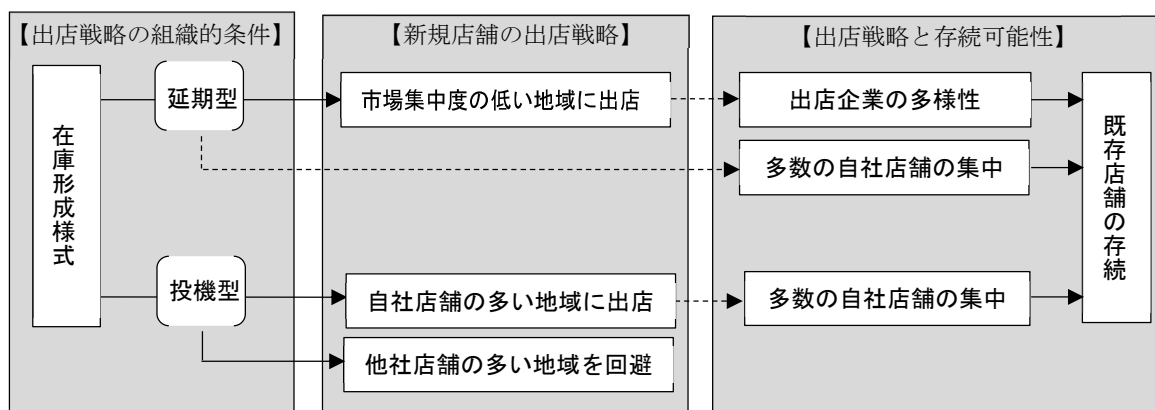 【出店戦略の組織的条件】
【新規店舗の出店戦略】
【出店戦略と存続可能性】
在庫形成様式
延期型
市場集中度の低い地域に出店
出店企業の多様性
多数の自社店舗の集中
既存店舗の存続
投機型
自社店舗の多い地域に出店
多数の自社店舗の集中
他社店舗の多い地域を回避